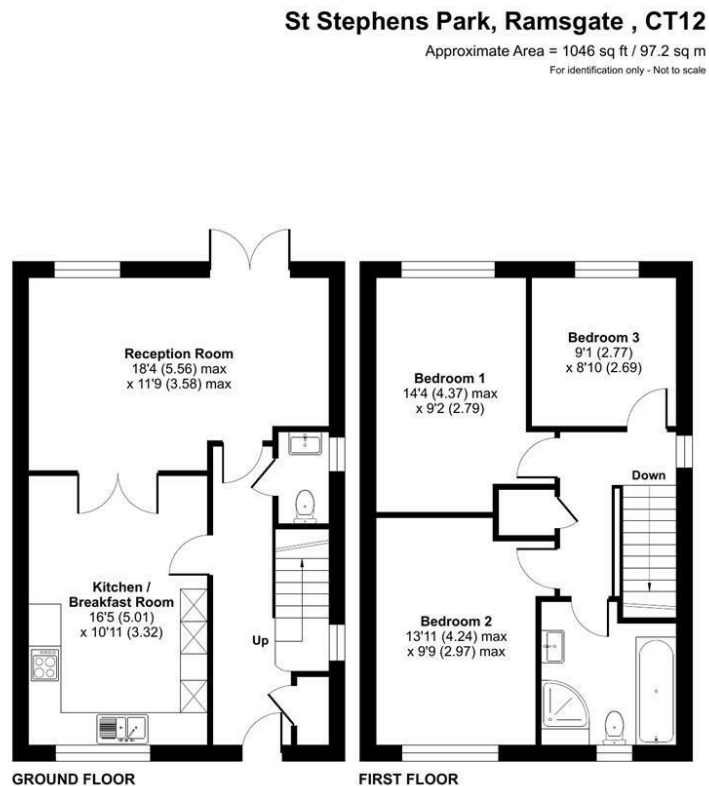 St Stephens Park, Ramsgate , CT12
Approximate Area = 1046 sq ft / 97.2 sq m
For identification only - Not to scale
Reception Room
18'4 (5.56) max
x 11'9 (3.58) max
Kitchen /
Breakfast Room
16'5 (5.01)
x 10'11 (3.32)
Up
GROUND FLOOR
Bedroom 1
14'4 (4.37) max
x 9'2 (2.79)
Bedroom 3
9'1 (2.77)
x 8'10 (2.69)
Down
Bedroom 2
13'11 (4.24) max
x 9'9 (2.97) max
FIRST FLOOR